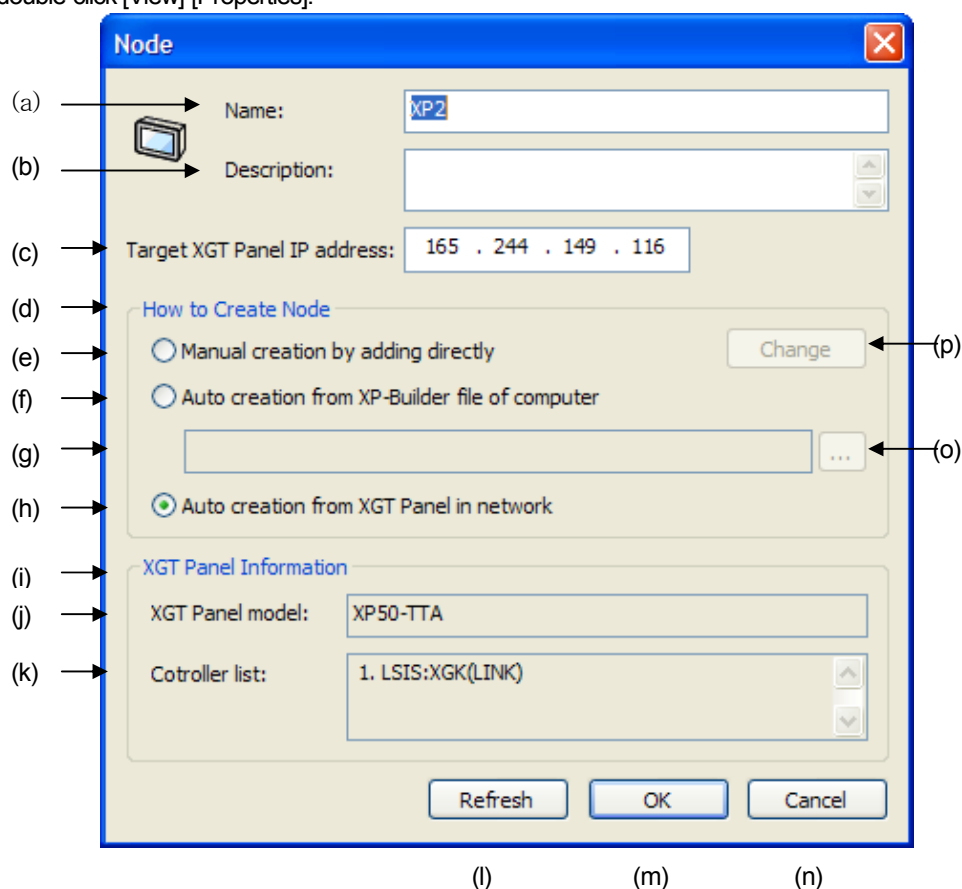 double-click [View]-[Properties].
Node
(a) Name: XP2
(b) Description:
(c) Target XGT Panel IP address: 165 . 244 . 149 . 116
(d) How to Create Node
(e) Manual creation by adding directly Change (p)
(f) Auto creation from XP-Builder file of computer
(g) ... (o)
(h) Auto creation from XGT Panel in network
(i) XGT Panel Information
(j) XGT Panel model: XP50-TTA
(k) Cotroller list: 1. LSIS:XGK(LINK)
Refresh OK Cancel
(l) (m) (n)